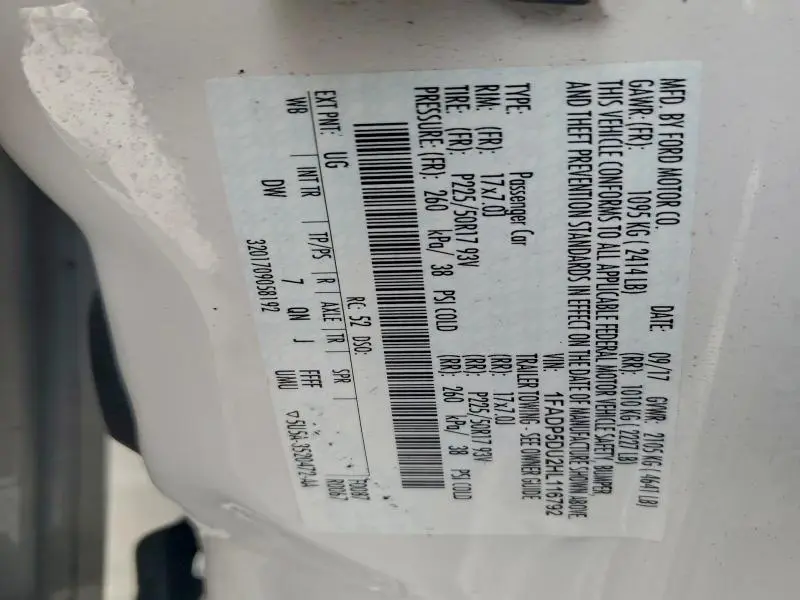 MFD. BY FORD MOTOR CO.
DATE: 09/17 GVWR: 2105 KG ( 4641 LB)
GAWR: (FR): 1095 KG ( 2414 LB) (RR): 1010 KG ( 2227 LB)
THIS VEHICLE CONFORMS TO ALL APPLICABLE FEDERAL MOTOR VEHICLE SAFETY, BUMPER,
AND THEFT PREVENTION STANDARDS IN EFFECT ON THE DATE OF MANUFACTURE SHOWN ABOVE.
VIN: 1FADP5DU2HL116792
TYPE: Passenger Car TRAILER TOWING - SEE OWNER GUIDE
RIM: (FR): 17x7.0J (RR): 17x7.0J
TIRE: (FR): P225/50R17 93V (RR): P225/50R17 93V
PRESSURE: (FR): 260 kPa/ 38 PSI COLD (RR): 260 kPa/ 38 PSI COLD
EXT PNT: UG RC: 52 DSO: R0067
WB INT TR TP/PS R AXLE TR SPR
DW 7 QN J FFFF
3201709058192 UMU ▽5U5A-3520472-AA